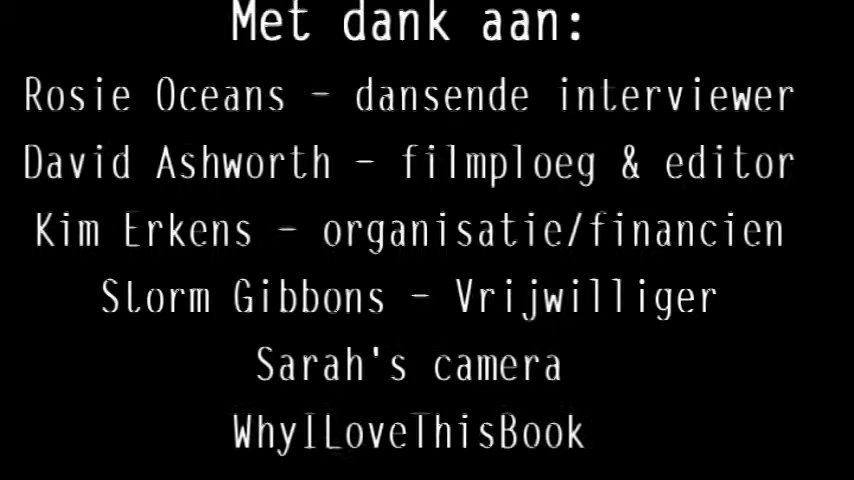 Met dank aan:
Rosie Oceans - dansende interviewer
David Ashworth - filmploeg & editor
Kim Erkens - organisatie/financien
Storm Gibbons - Vrijwilliger
Sarah's camera
WhyILoveThisBook